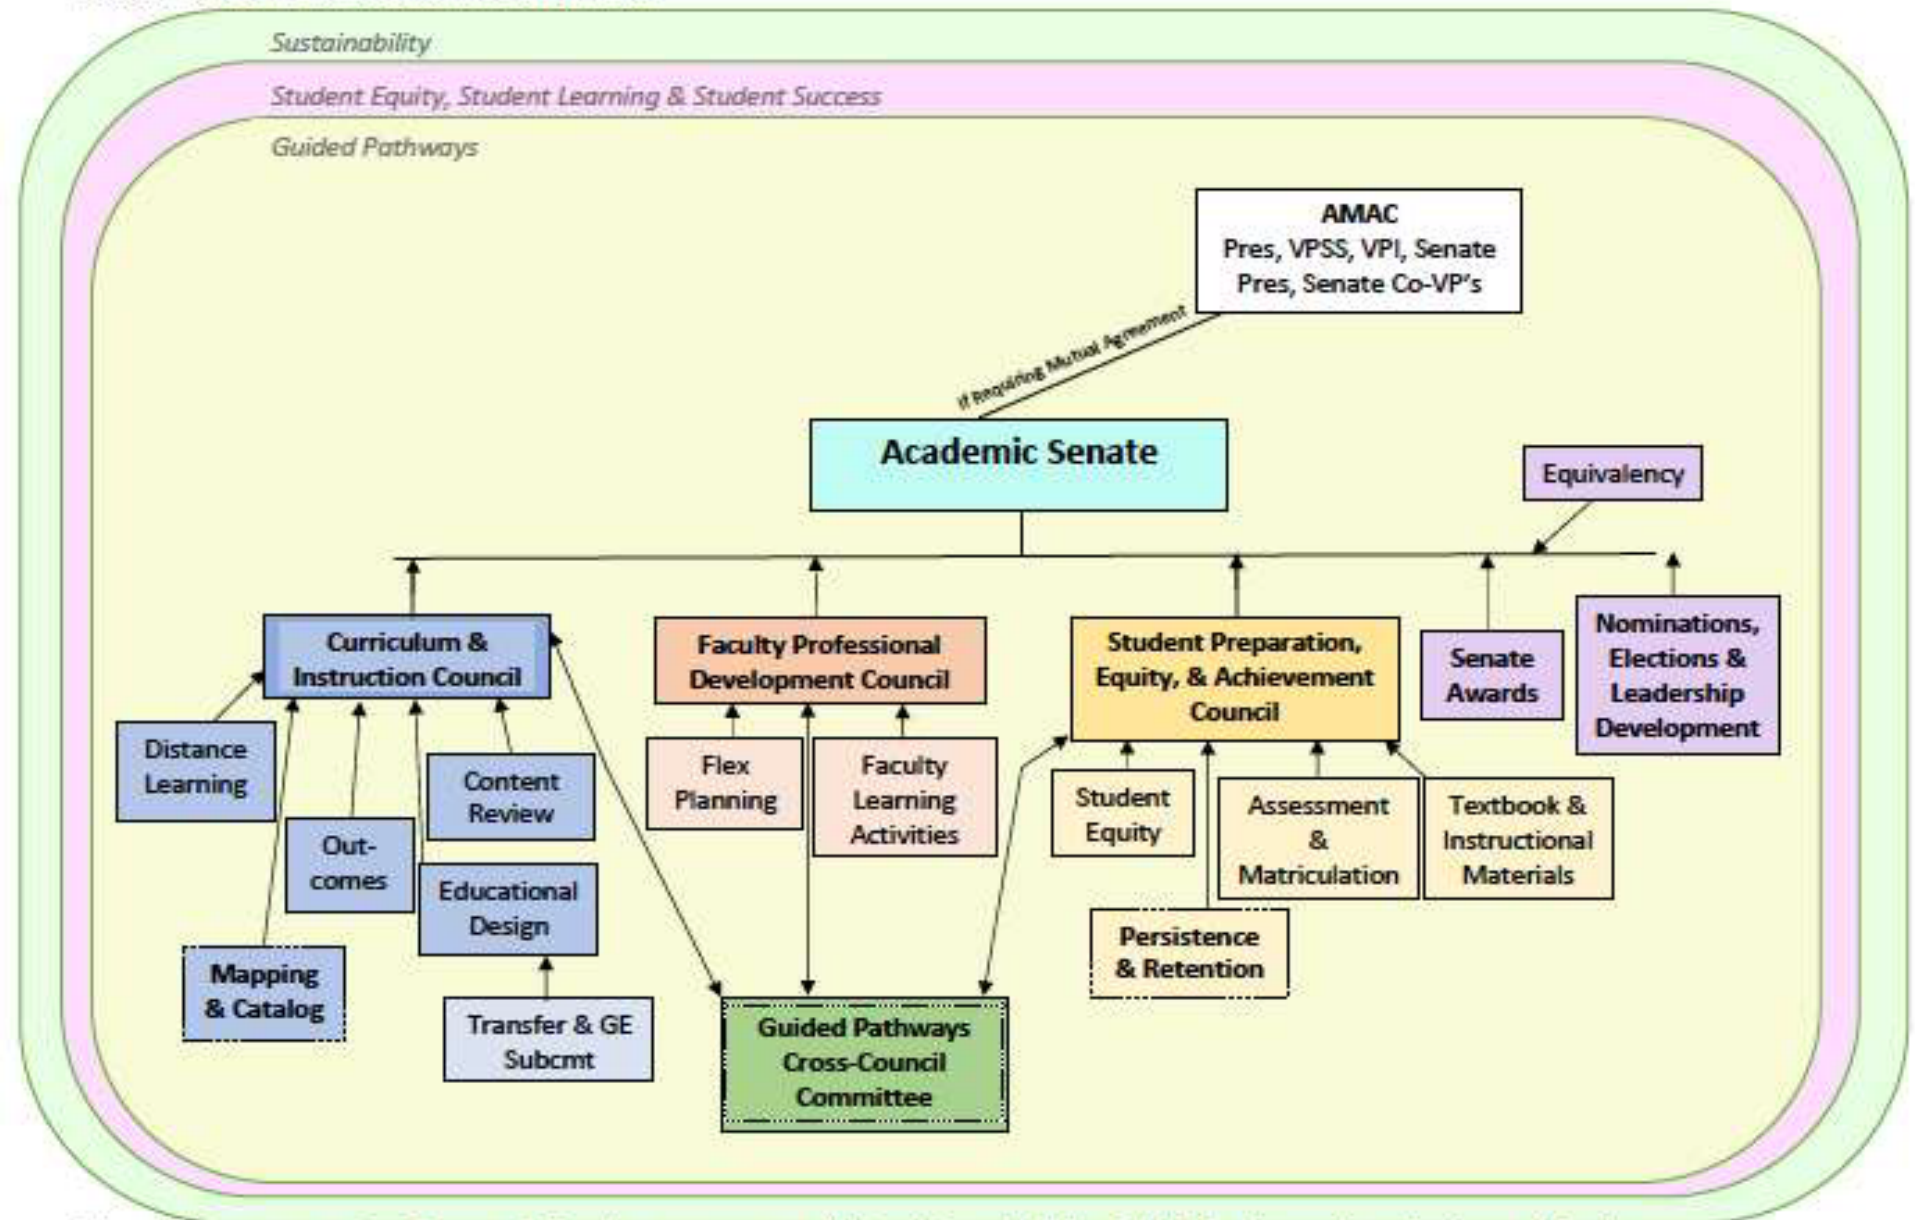 Sustainability
Student Equity, Student Learning & Student Success
Guided Pathways
AMAC
Pres, VPSS, VPI, Senate
Pres, Senate Co-VP's
If Requiring Mutual Agreement
Academic Senate
Equivalency
Curriculum &
Instruction Council
Faculty Professional
Development Council
Student Preparation,
Equity, & Achievement
Council
Senate
Awards
Nominations,
Elections &
Leadership
Development
Distance
Learning
Content
Review
Flex
Planning
Faculty
Learning
Activities
Student
Equity
Assessment
&
Matriculation
Textbook &
Instructional
Materials
Out-
comes
Educational
Design
Persistence
& Retention
Mapping
& Catalog
Transfer & GE
Subcmt
Guided Pathways
Cross-Council
Committee